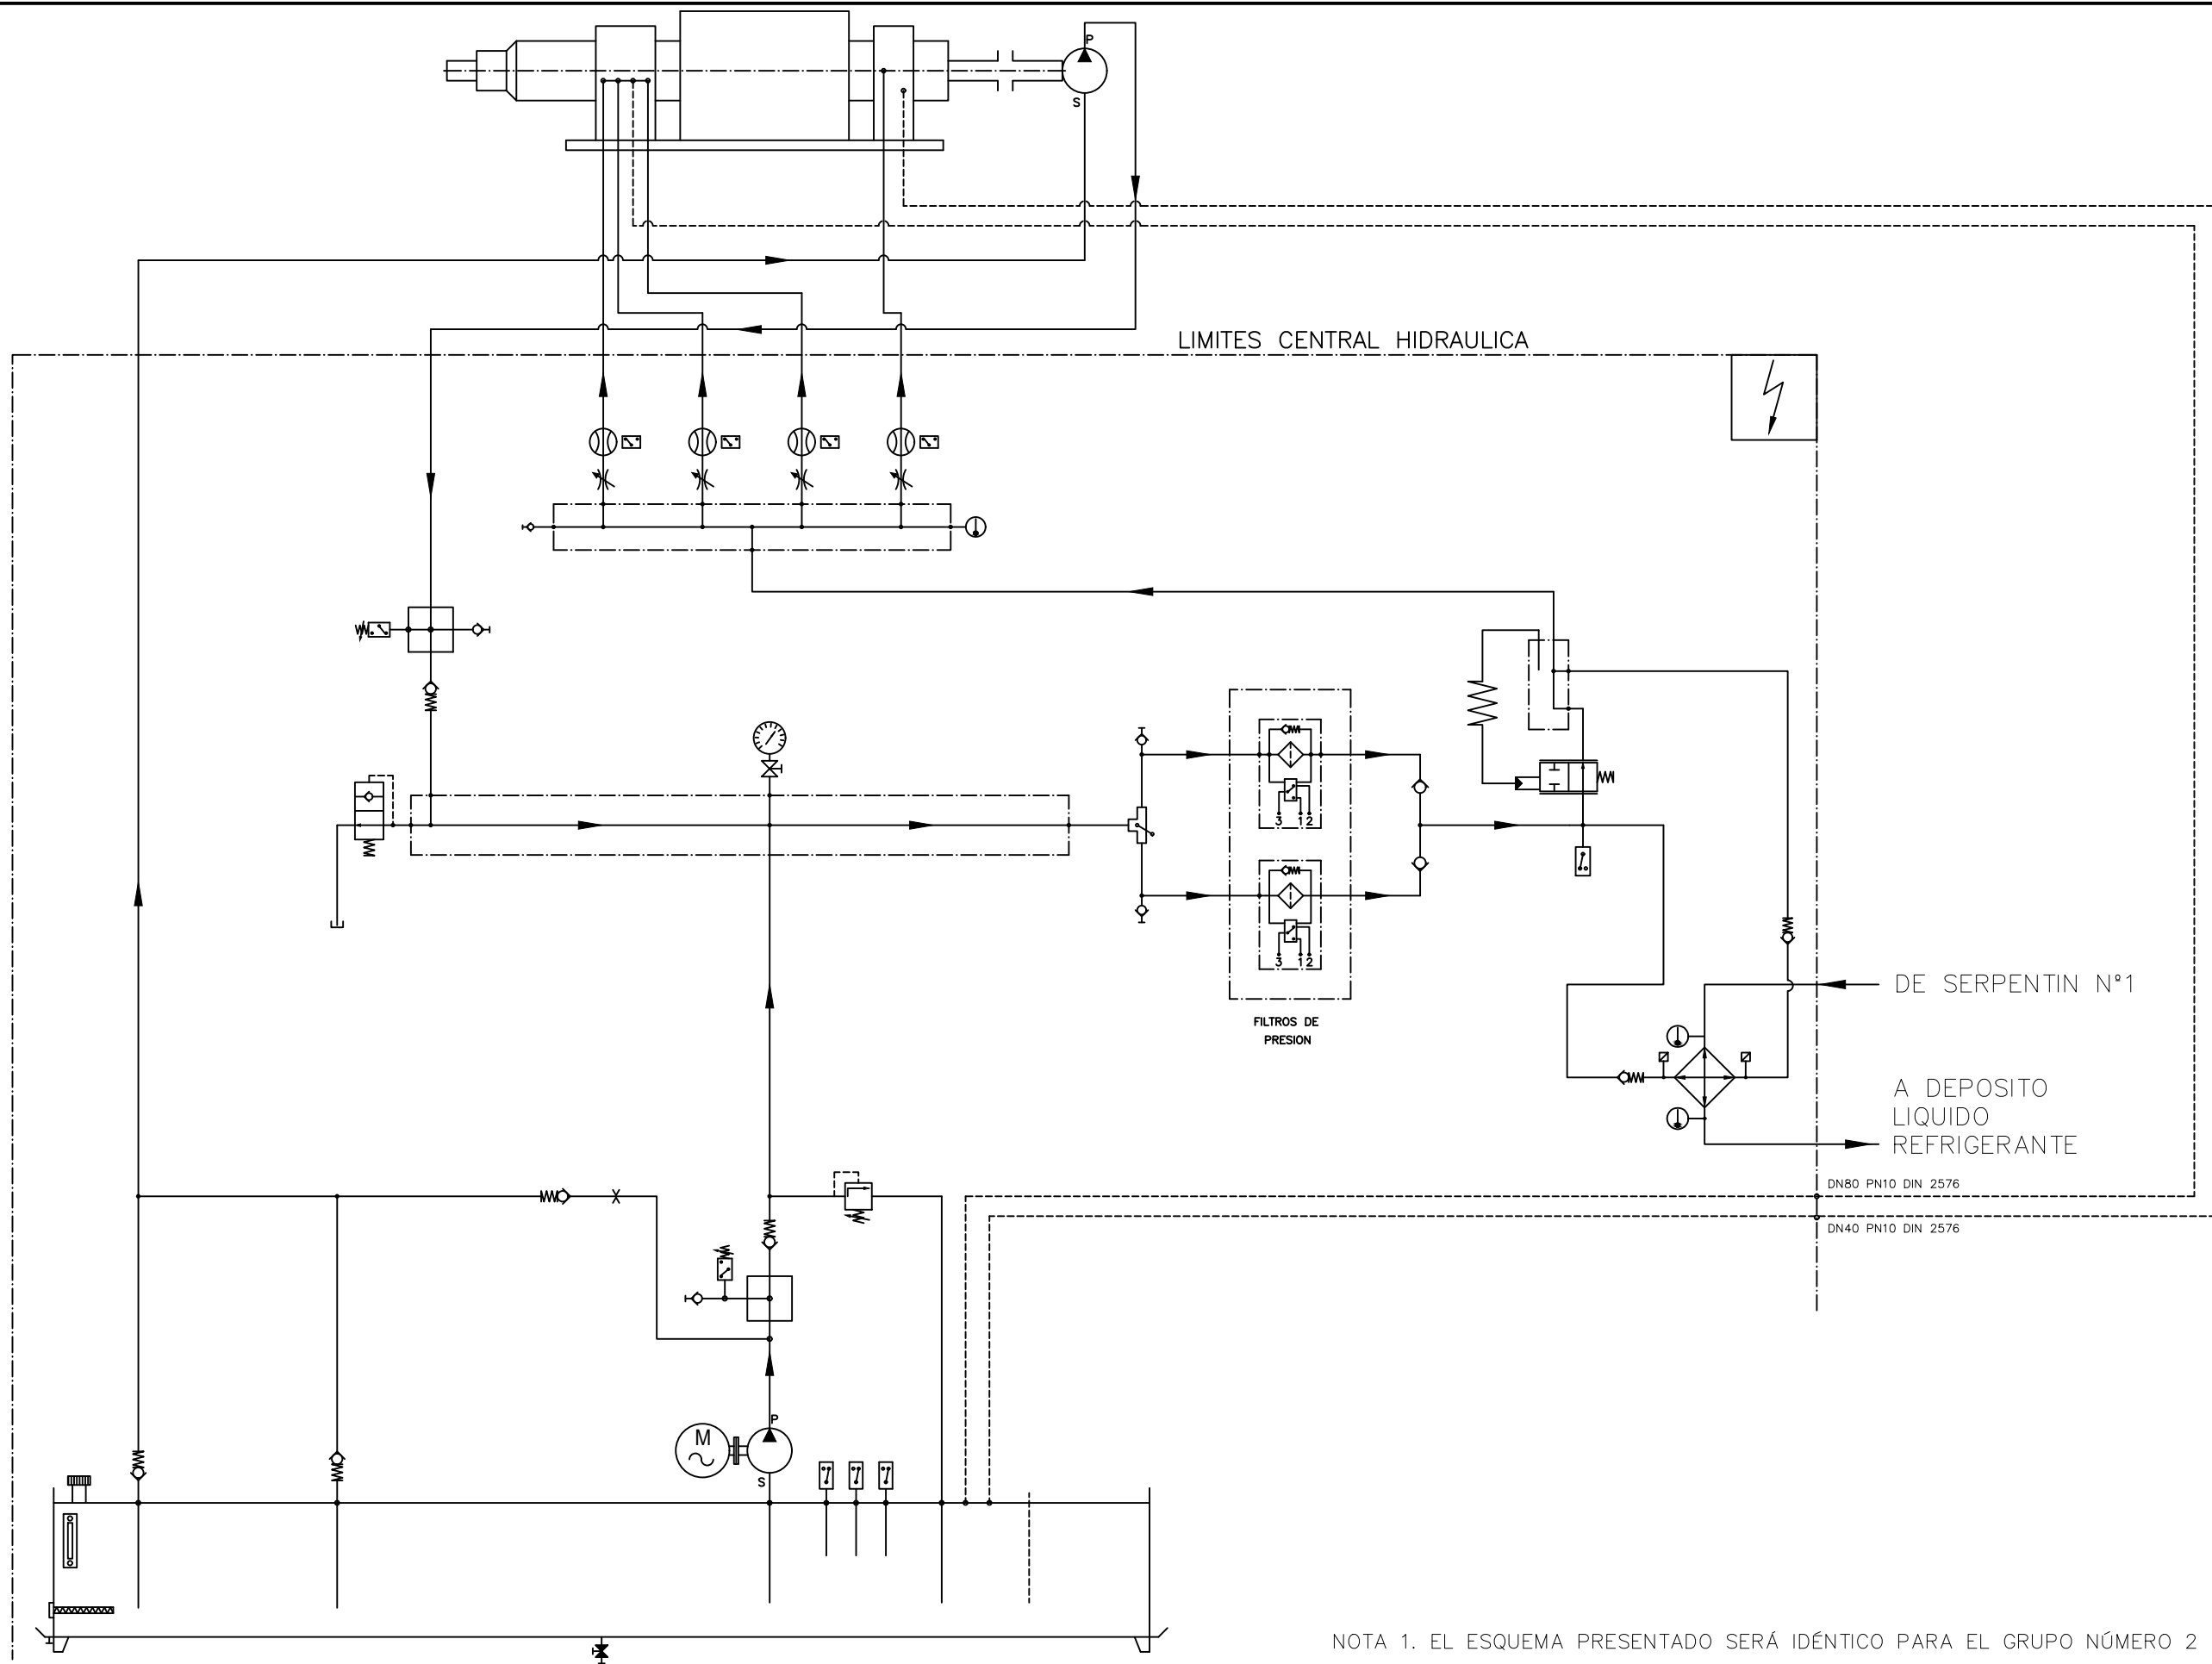 P
S
LIMITES CENTRAL HIDRAULICA
3 1 2
3 1 2
FILTROS DE
PRESION
DE SERPENTIN Nº1
A DEPOSITO
LIQUIDO
REFRIGERANTE
DN80 PN10 DIN 2576
DN40 PN10 DIN 2576
P
M
S
NOTA 1. EL ESQUEMA PRESENTADO SERÁ IDÉNTICO PARA EL GRUPO NÚMERO 2